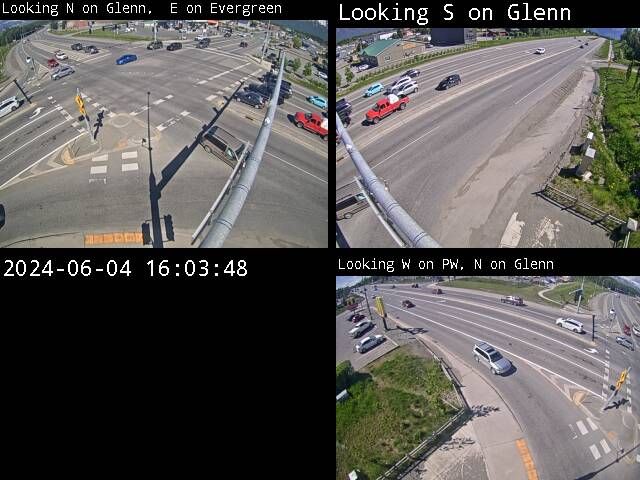 Looking N on Glenn,  E on Evergreen
Looking S on Glenn
2024-06-04 16:03:48
Looking W on PW, N on Glenn